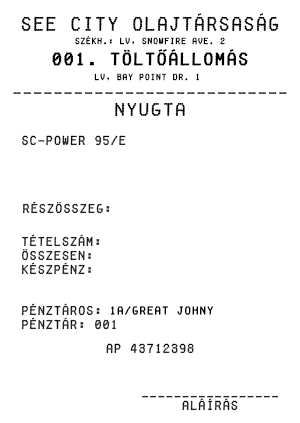 SEE CITY OLAJTÁRSASÁG
SZÉKH.: LV, SNOWFIRE AVE. 2
001. TÖLTŐÁLLOMÁS
LV, BAY POINT DR. 1
NYUGTA
SC-POWER 95/E
RÉSZÖSSZEG:
TÉTELSZÁM:
ÖSSZESEN:
KÉSZPÉNZ:
PÉNZTÁROS: 1A/GREAT JOHNY
PÉNZTÁR: 001
AP 43712398
ALÁÍRÁS